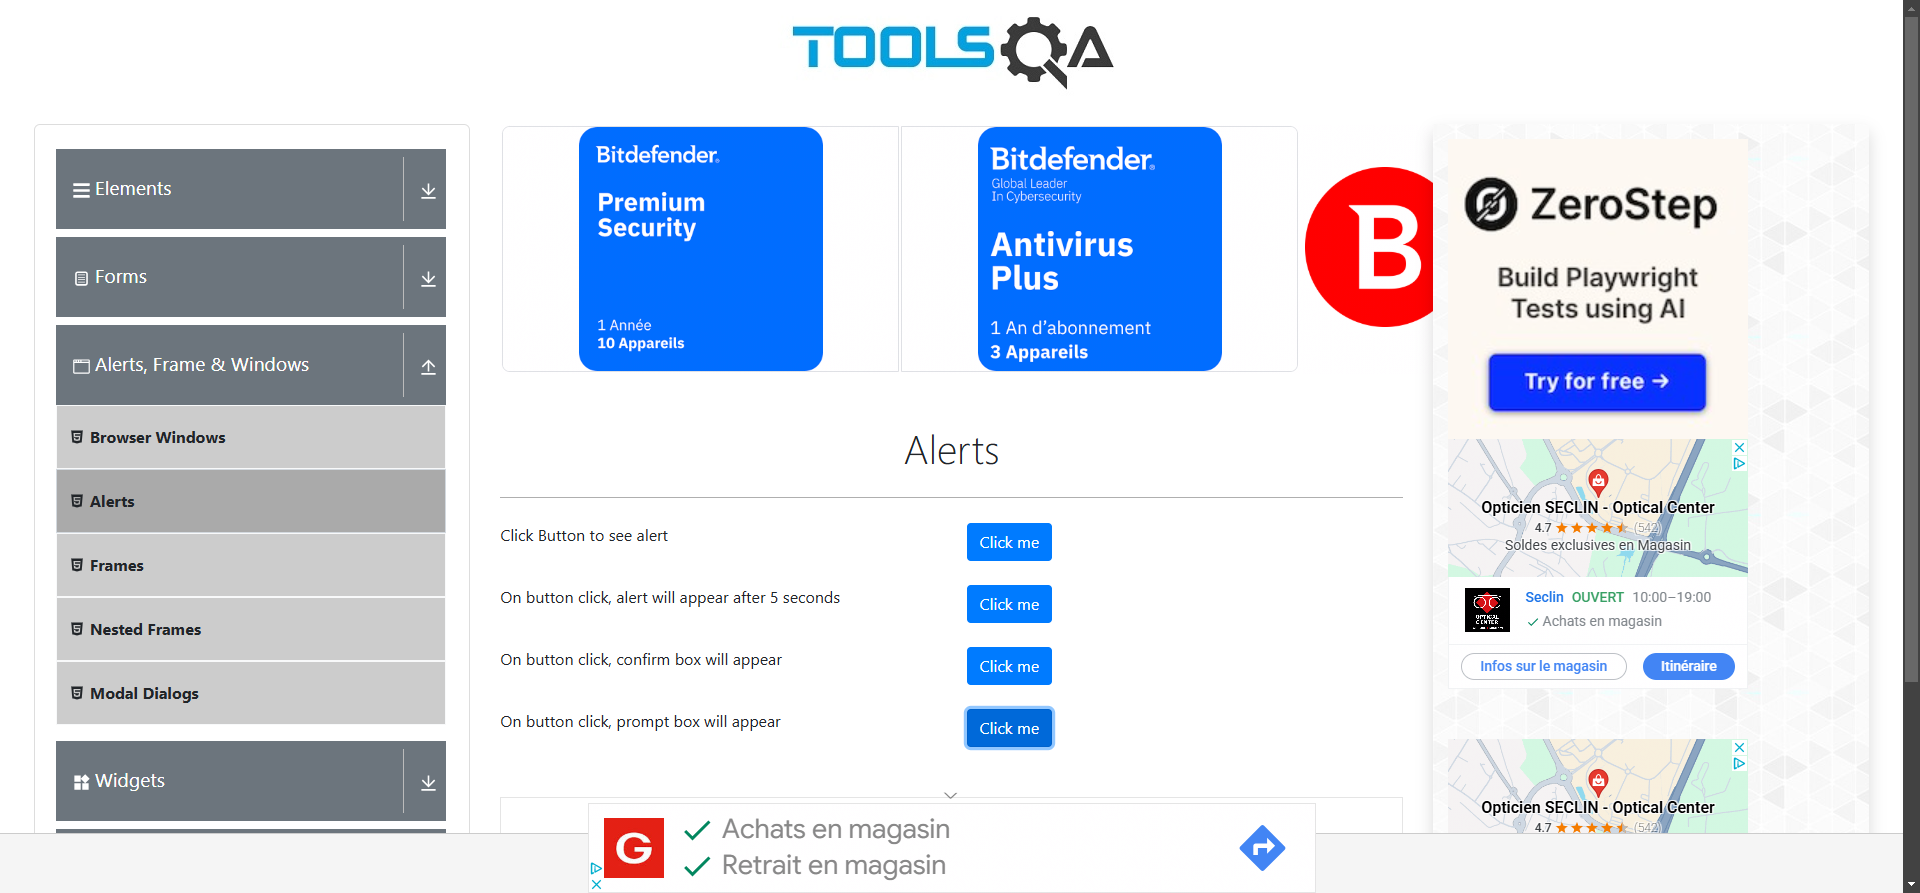 TOOLSQA
Elements
Forms
Alerts, Frame & Windows
Browser Windows
Alerts
Frames
Nested Frames
Modal Dialogs
Widgets
Bitdefender
Premium
Security
1 Année
10 Appareils
Bitdefender
Global Leader
In Cybersecurity
Antivirus
Plus
1 An d’abonnement
3 Appareils
B
Alerts
Click Button to see alert
Click me
On button click, alert will appear after 5 seconds
Click me
On button click, confirm box will appear
Click me
On button click, prompt box will appear
Click me
ZeroStep
Build Playwright
Tests using AI
Try for free →
Opticien SECLIN - Optical Center
4.7 (542)
Soldes exclusives en Magasin
OPTICAL
CENTER
Seclin OUVERT 10:00–19:00
Achats en magasin
Infos sur le magasin
Itinéraire
Opticien SECLIN - Optical Center
4.7 (542)
G
Achats en magasin
Retrait en magasin